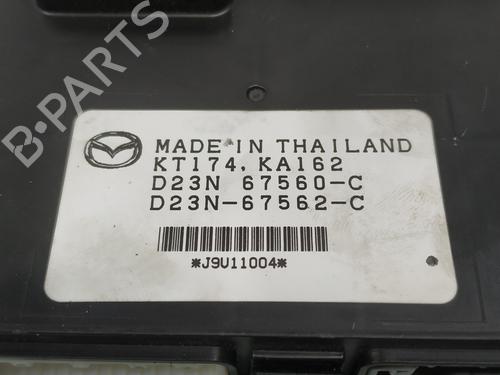 B-PARTS
MADE IN THAILAND
KT174, KA162
D23N 67560-C
D23N-67562-C
*J9U11004*